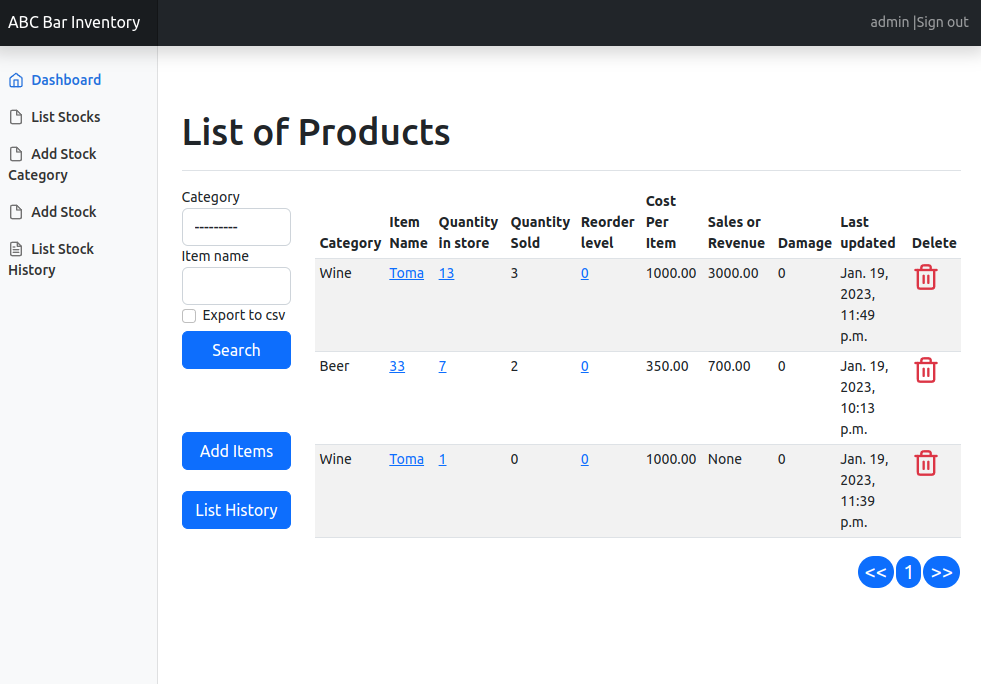 ABC Bar Inventory
admin |Sign out
Dashboard
List Stocks
Add Stock
Category
Add Stock
List Stock
History
List of Products
Category
---------
Item name
Export to csv
Search
Add Items
List History
Category Item Name Quantity in store Quantity Sold Reorder level Cost Per Item Sales or Revenue Damage Last updated Delete
Wine Toma 13 3 0 1000.00 3000.00 0 Jan. 19,
2023,
11:49
p.m.
Beer 33 7 2 0 350.00 700.00 0 Jan. 19,
2023,
10:13
p.m.
Wine Toma 1 0 0 1000.00 None 0 Jan. 19,
2023,
11:39
p.m.
<< 1 >>